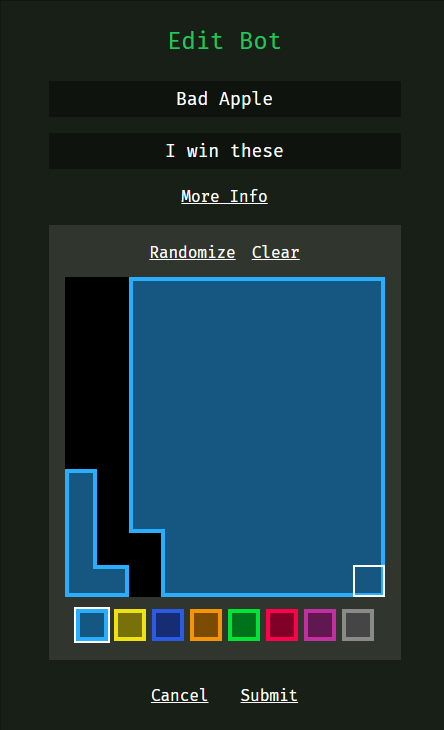 Edit Bot
Bad Apple
I win these
More Info
Randomize Clear
Cancel Submit